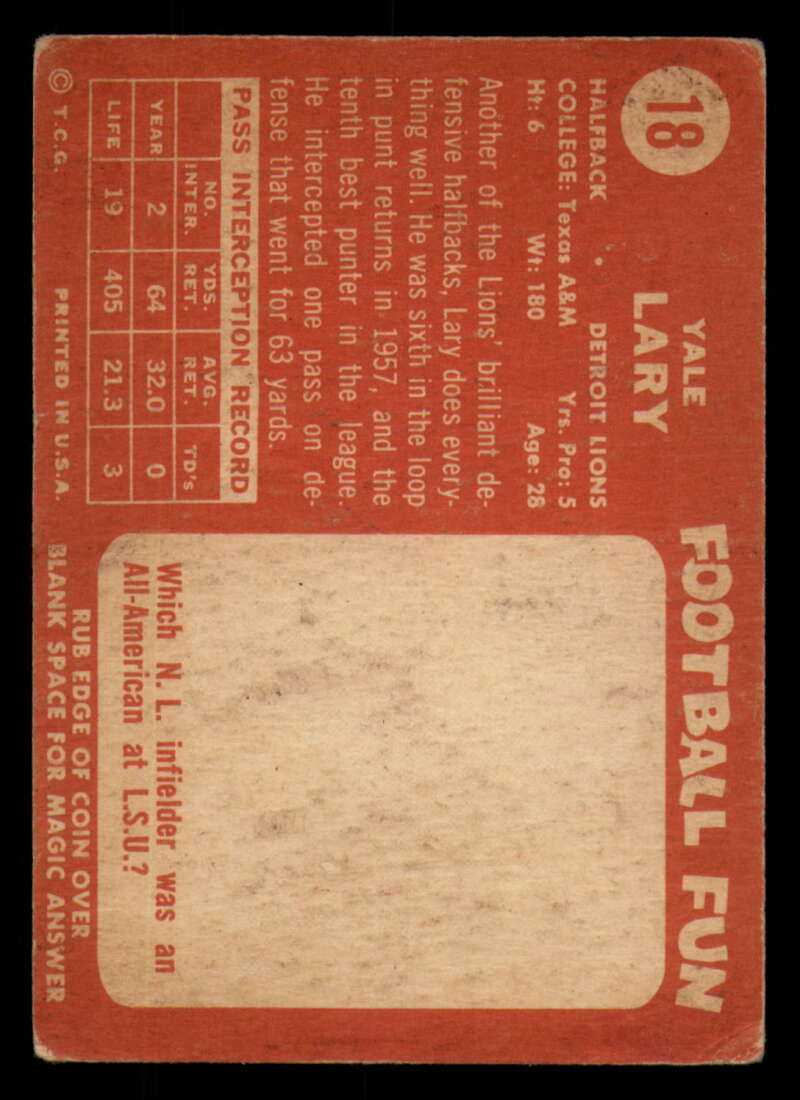 18
YALE
LARY
HALFBACK • DETROIT LIONS
COLLEGE: Texas A&M Yrs. Pro: 5
Ht: 6 Wt: 180 Age: 28
Another of the Lions' brilliant de-
fensive halfbacks, Lary does every-
thing well. He was sixth in the loop
in punt returns in 1957, and the
tenth best punter in the league.
He intercepted one pass on de-
fense that went for 63 yards.
PASS INTERCEPTION RECORD
NO. INTER. YDS. RET. AVG. RET. TD's
YEAR 2 64 32.0 0
LIFE 19 405 21.3 3
© T.C.G. PRINTED IN U.S.A.
FOOTBALL FUN
Which N. L. infielder was an
All-American at L.S.U.?
RUB EDGE OF COIN OVER
BLANK SPACE FOR MAGIC ANSWER